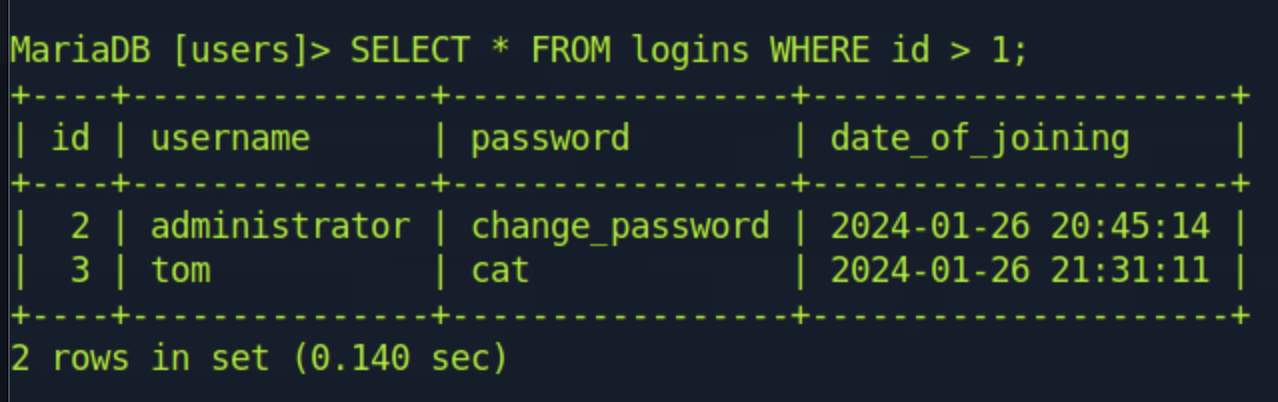 MariaDB [users]> SELECT * FROM logins WHERE id > 1;
+----+---------------+-----------------+---------------------+
| id | username      | password        | date_of_joining     |
+----+---------------+-----------------+---------------------+
|  2 | administrator | change_password | 2024-01-26 20:45:14 |
|  3 | tom           | cat             | 2024-01-26 21:31:11 |
+----+---------------+-----------------+---------------------+
2 rows in set (0.140 sec)